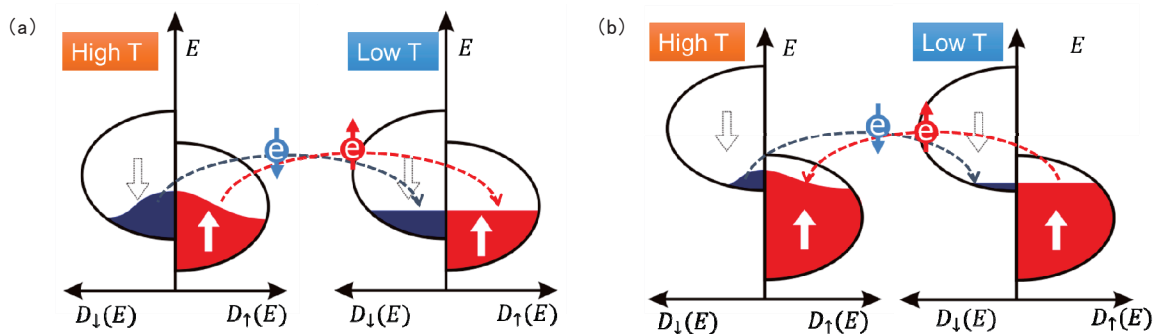 (a)
High T
E
Low T
e
e
D↓(E)
D↑(E)
D↓(E)
D↑(E)
(b)
High T
E
Low T
E
e
e
D↓(E)
D↑(E)
D↓(E)
D↑(E)